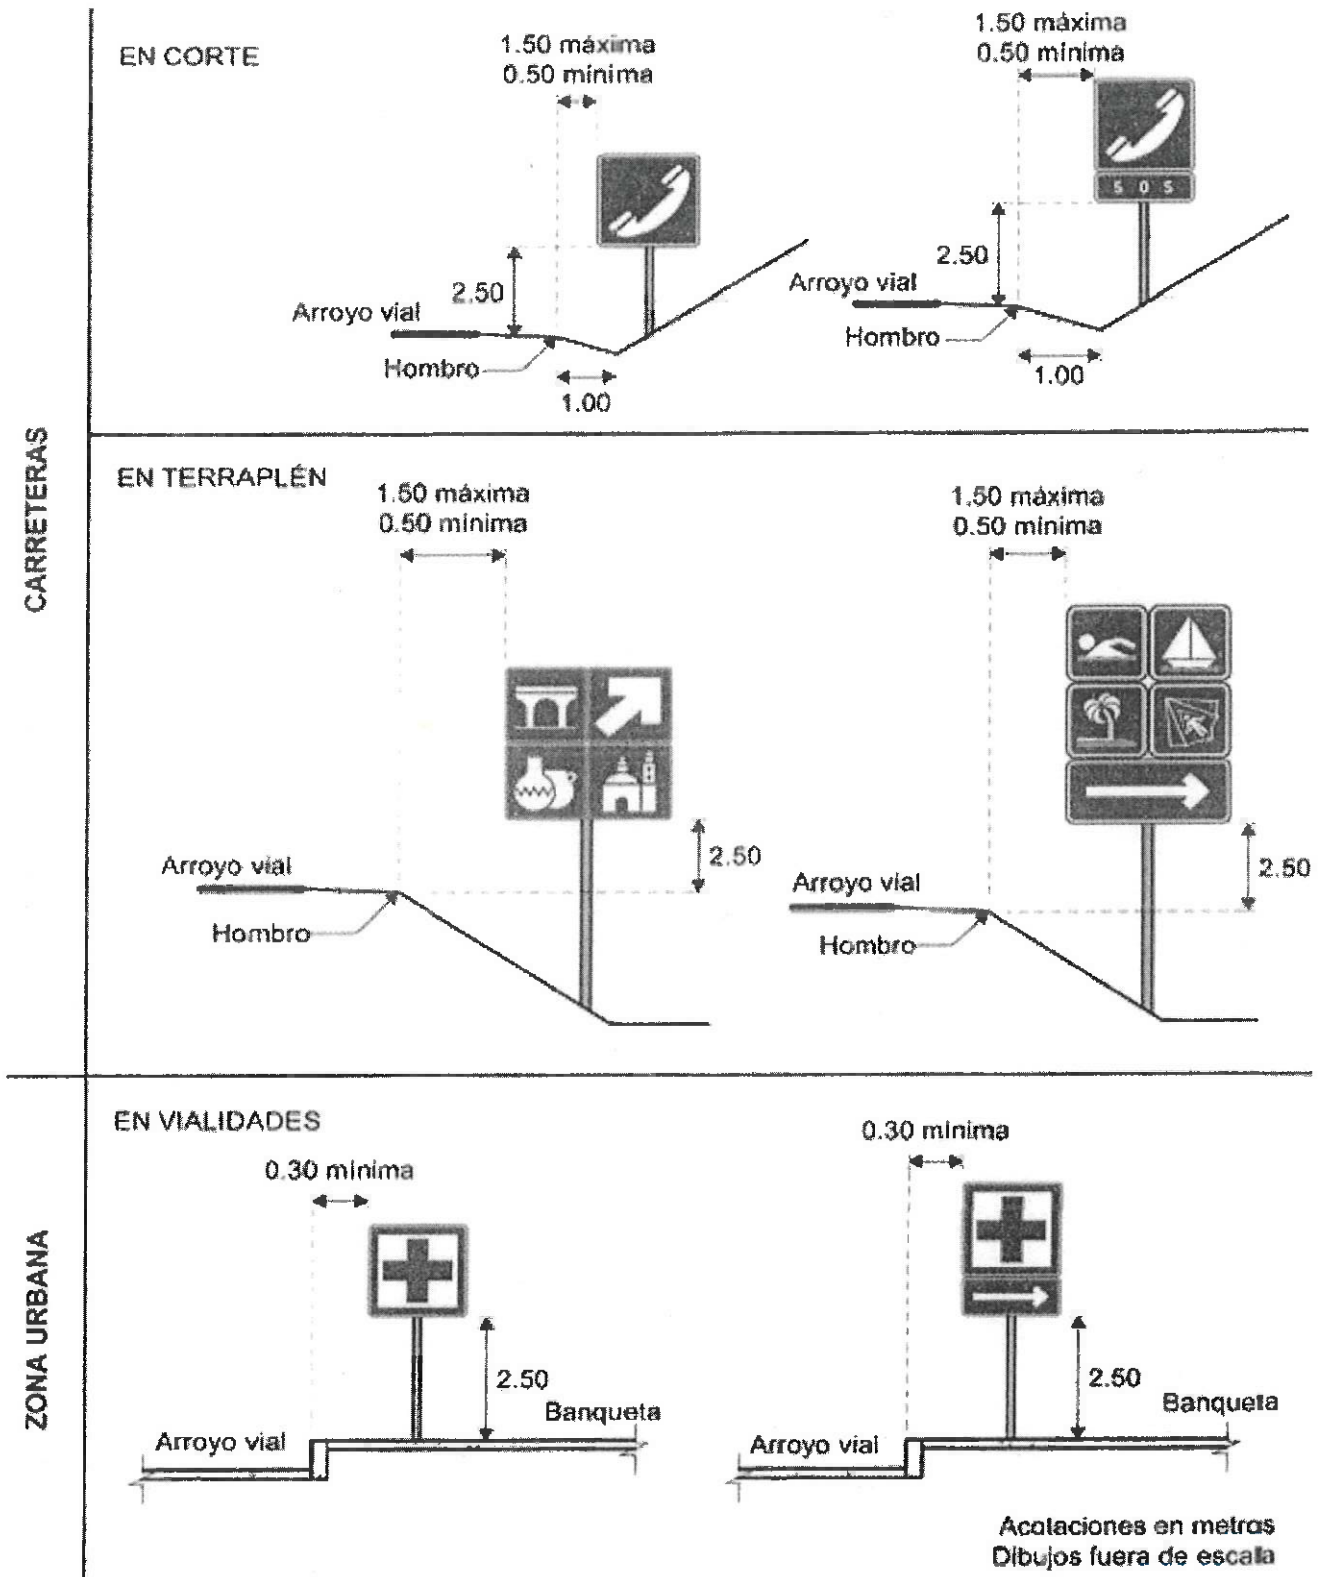 CARRETERAS
EN CORTE
1.50 máxima
0.50 mínima
2.50
Arroyo vial
Hombro
1.00
1.50 máxima
0.50 mínima
S O S
2.50
Arroyo vial
Hombro
1.00
EN TERRAPLÉN
1.50 máxima
0.50 mínima
2.50
Arroyo vial
Hombro
1.50 máxima
0.50 mínima
2.50
Arroyo vial
Hombro
ZONA URBANA
EN VIALIDADES
0.30 mínima
2.50
Banqueta
Arroyo vial
0.30 mínima
2.50
Banqueta
Arroyo vial
Acotaciones en metros
Dibujos fuera de escala